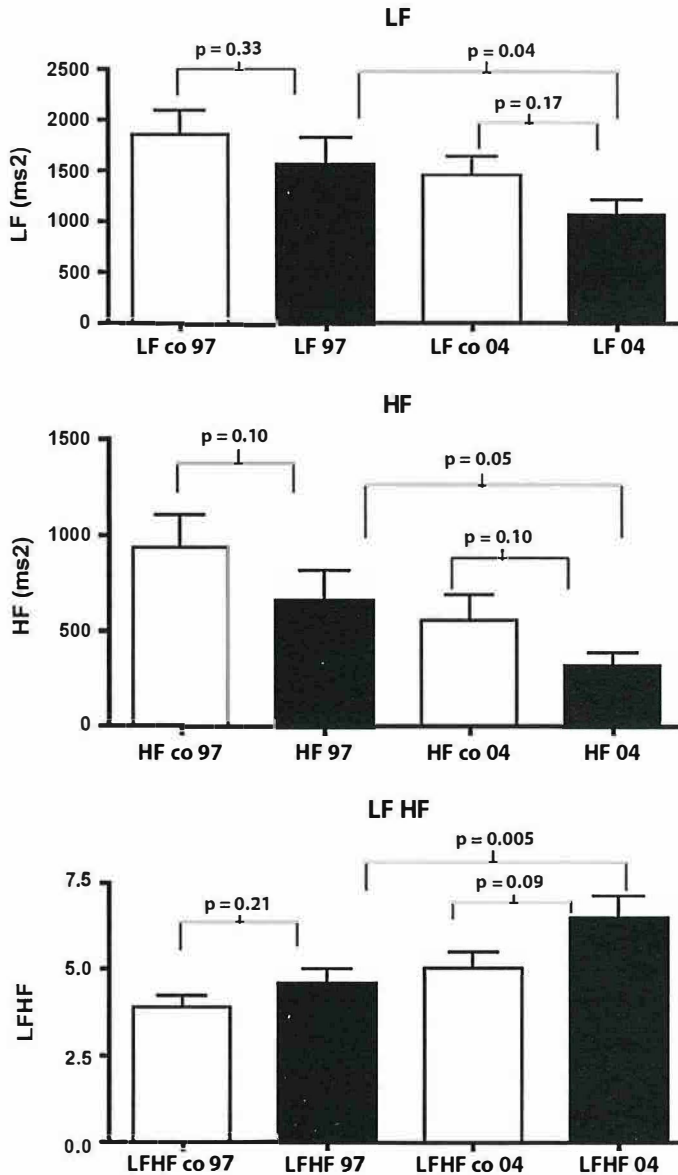 LF
p = 0.33
p = 0.04
p = 0.17
2500
2000
1500
1000
500
0
LF (ms2)
LF co 97
LF 97
LF co 04
LF 04
HF
p = 0.10
p = 0.05
p = 0.10
1500
1000
500
0
HF (ms2)
HF co 97
HF 97
HF co 04
HF 04
LF HF
p = 0.005
p = 0.21
p = 0.09
7.5
5.0
2.5
0.0
LFHF
LFHF co 97
LFHF 97
LFHF co 04
LFHF 04